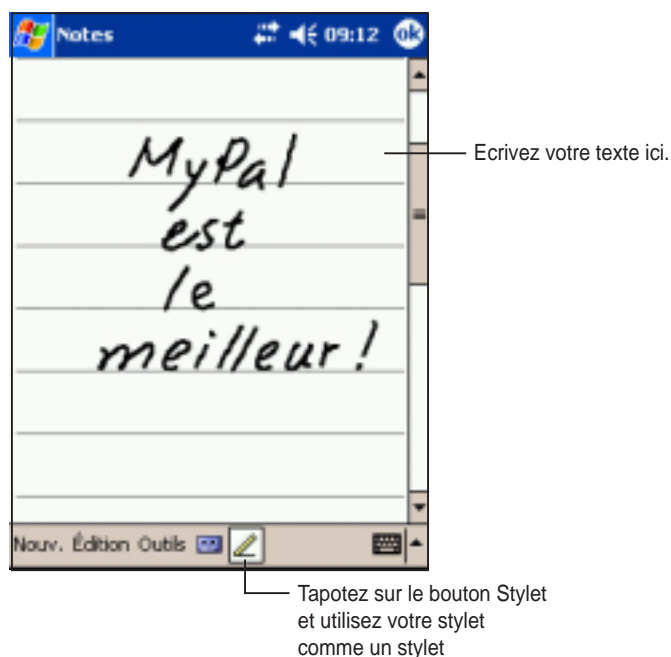 Notes 09:12 ok
MyPal
est
le
meilleur !
Ecrivez votre texte ici.
Nouv. Édition Outils
Tapotez sur le bouton Stylet
et utilisez votre stylet
comme un stylet